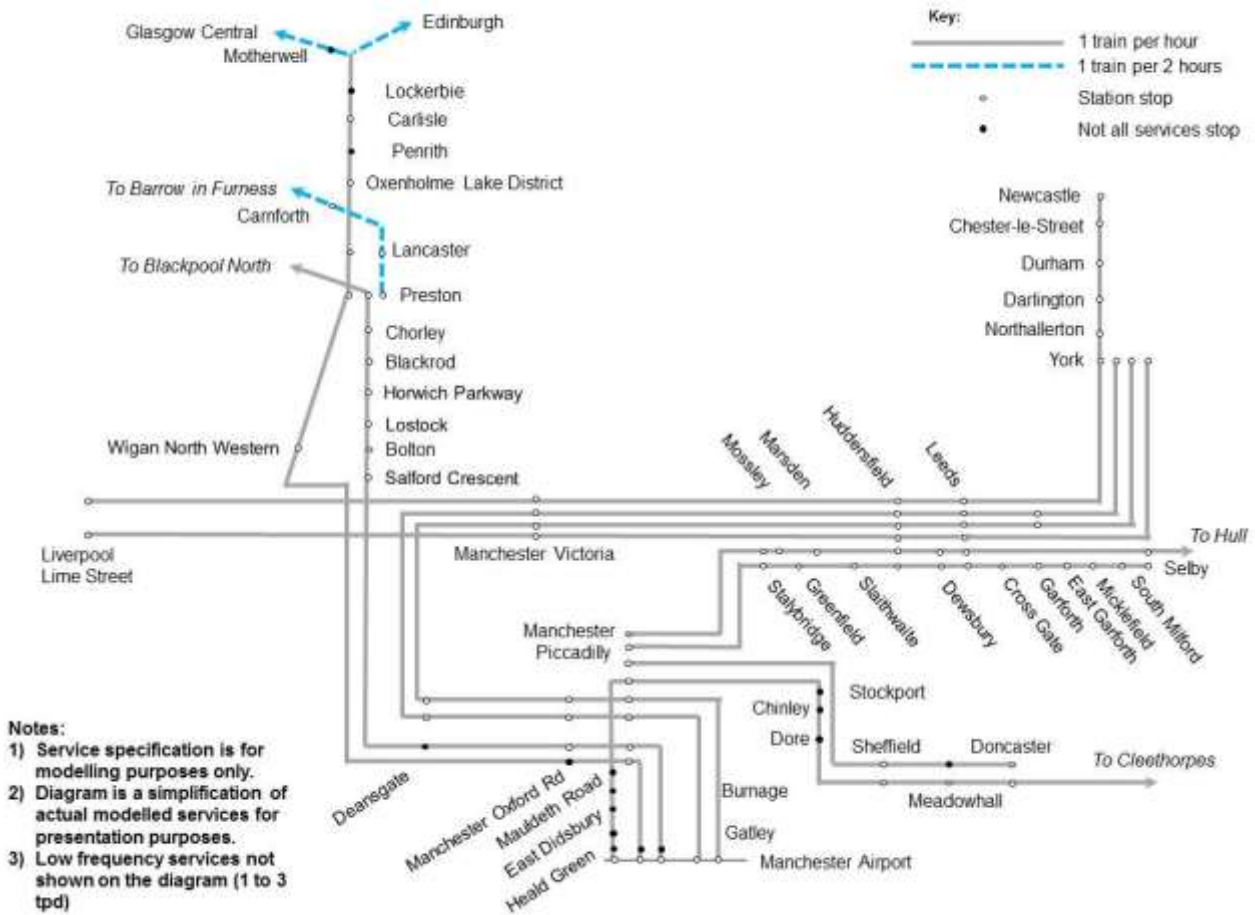 Glasgow Central
Motherwell
Edinburgh
Lockerbie
Carlisle
Penrith
Oxenholme Lake District
To Barrow in Furness
Carnforth
Lancaster
To Blackpool North
Preston
Chorley
Blackrod
Horwich Parkway
Lostock
Bolton
Salford Crescent
Wigan North Western
Key:
1 train per hour
1 train per 2 hours
Station stop
Not all services stop
Newcastle
Chester-le-Street
Durham
Darlington
Northallerton
York
Mossley
Marsden
Huddersfield
Leeds
Liverpool
Lime Street
Manchester Victoria
To Hull
Selby
Stalybridge
Greenfield
Slaithwaite
Dewsbury
Cross Gate
Garforth
East Garforth
Micklefield
South Milford
Manchester
Piccadilly
Stockport
Chinley
Dore
Sheffield
Doncaster
To Cleethorpes
Meadowhall
Deansgate
Manchester Oxford Rd
Mauldeth Road
East Didsbury
Heald Green
Burnage
Gatley
Manchester Airport
Notes:
1) Service specification is for
modelling purposes only.
2) Diagram is a simplification of
actual modelled services for
presentation purposes.
3) Low frequency services not
shown on the diagram (1 to 3
tpd)